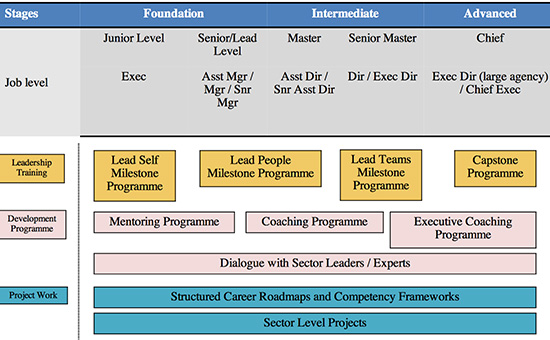 Stages Foundation Intermediate Advanced
Junior Level Senior/Lead Master Senior Master Chief
Level
Job level
Exec Asst Mgr / Asst Dir / Dir / Exec Dir Exec Dir (large agency)
Mgr / Snr Snr Asst Dir / Chief Exec
Mgr
Leadership
Training
Lead Self
Milestone
Programme
Lead People
Milestone Programme
Lead Teams
Milestone
Programme
Capstone
Programme
Development
Programme
Mentoring Programme
Coaching Programme
Executive Coaching
Programme
Dialogue with Sector Leaders / Experts
Project Work
Structured Career Roadmaps and Competency Frameworks
Sector Level Projects